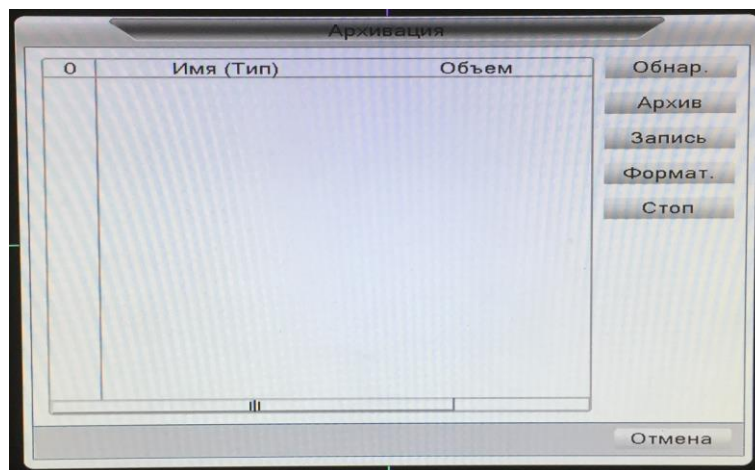 Архивация
0 Имя (Тип) Объем
Обнар.
Архив
Запись
Формат.
Стоп
Отмена